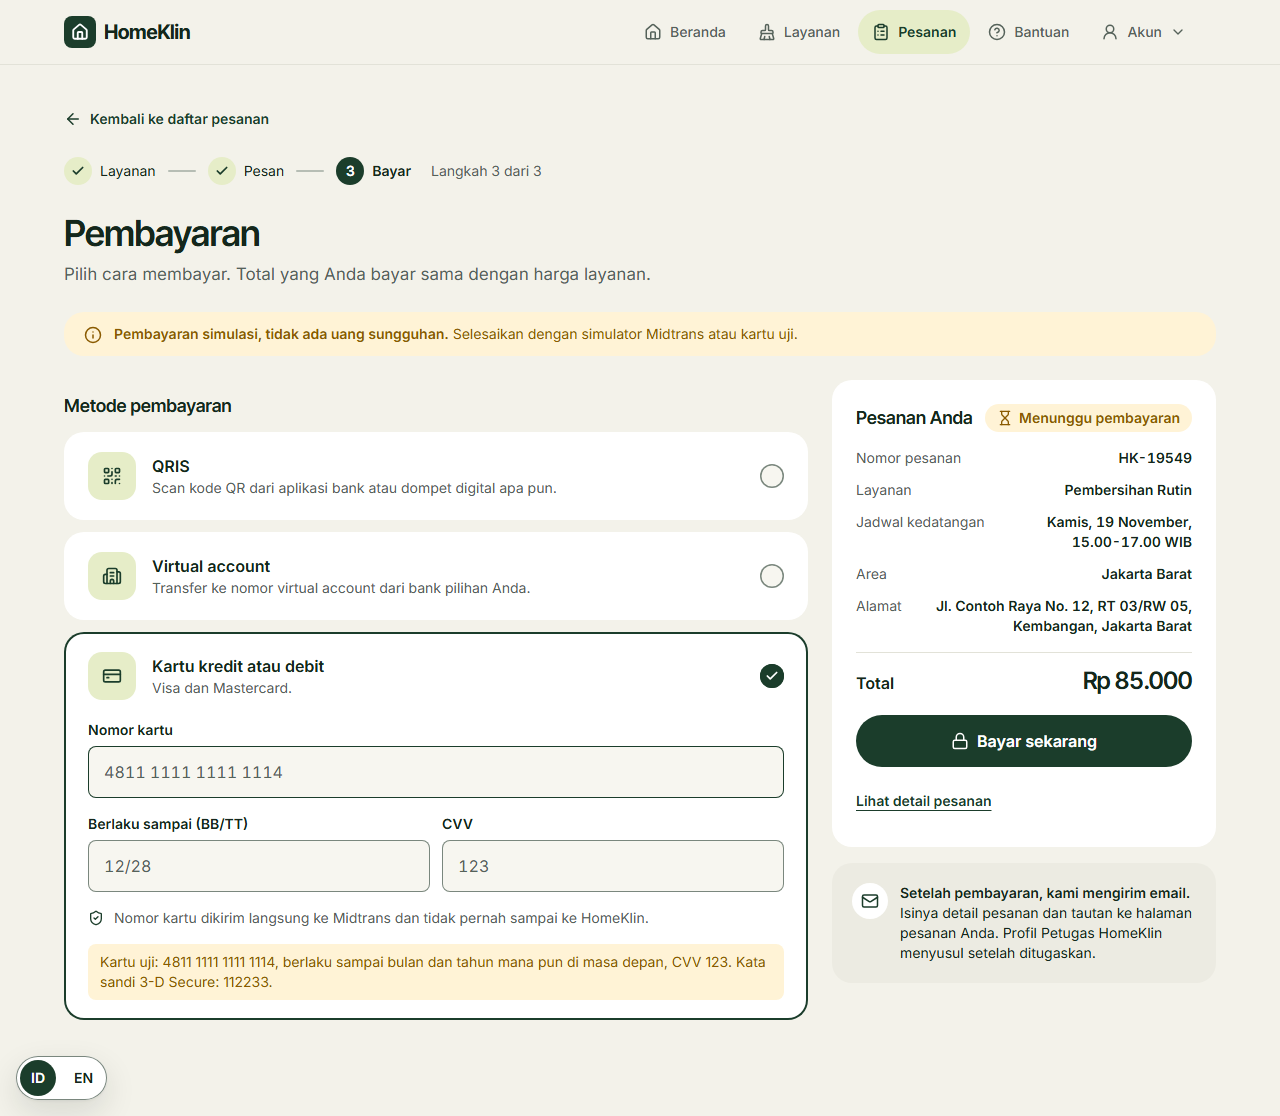 HomeKlin
Beranda
Layanan
Pesanan
Bantuan
Akun
Kembali ke daftar pesanan
Layanan
Pesan
3 Bayar
Langkah 3 dari 3
Pembayaran
Pilih cara membayar. Total yang Anda bayar sama dengan harga layanan.
Pembayaran simulasi, tidak ada uang sungguhan. Selesaikan dengan simulator Midtrans atau kartu uji.
Metode pembayaran
QRIS
Scan kode QR dari aplikasi bank atau dompet digital apa pun.
Virtual account
Transfer ke nomor virtual account dari bank pilihan Anda.
Kartu kredit atau debit
Visa dan Mastercard.
Nomor kartu
4811 1111 1111 1114
Berlaku sampai (BB/TT)
CVV
12/28
123
Nomor kartu dikirim langsung ke Midtrans dan tidak pernah sampai ke HomeKlin.
Kartu uji: 4811 1111 1111 1114, berlaku sampai bulan dan tahun mana pun di masa depan, CVV 123. Kata
sandi 3-D Secure: 112233.
Pesanan Anda
Menunggu pembayaran
Nomor pesanan HK-19549
Layanan Pembersihan Rutin
Jadwal kedatangan Kamis, 19 November,
15.00-17.00 WIB
Area Jakarta Barat
Alamat Jl. Contoh Raya No. 12, RT 03/RW 05,
Kembangan, Jakarta Barat
Total Rp 85.000
Bayar sekarang
Lihat detail pesanan
Setelah pembayaran, kami mengirim email.
Isinya detail pesanan dan tautan ke halaman
pesanan Anda. Profil Petugas HomeKlin
menyusul setelah ditugaskan.
ID EN